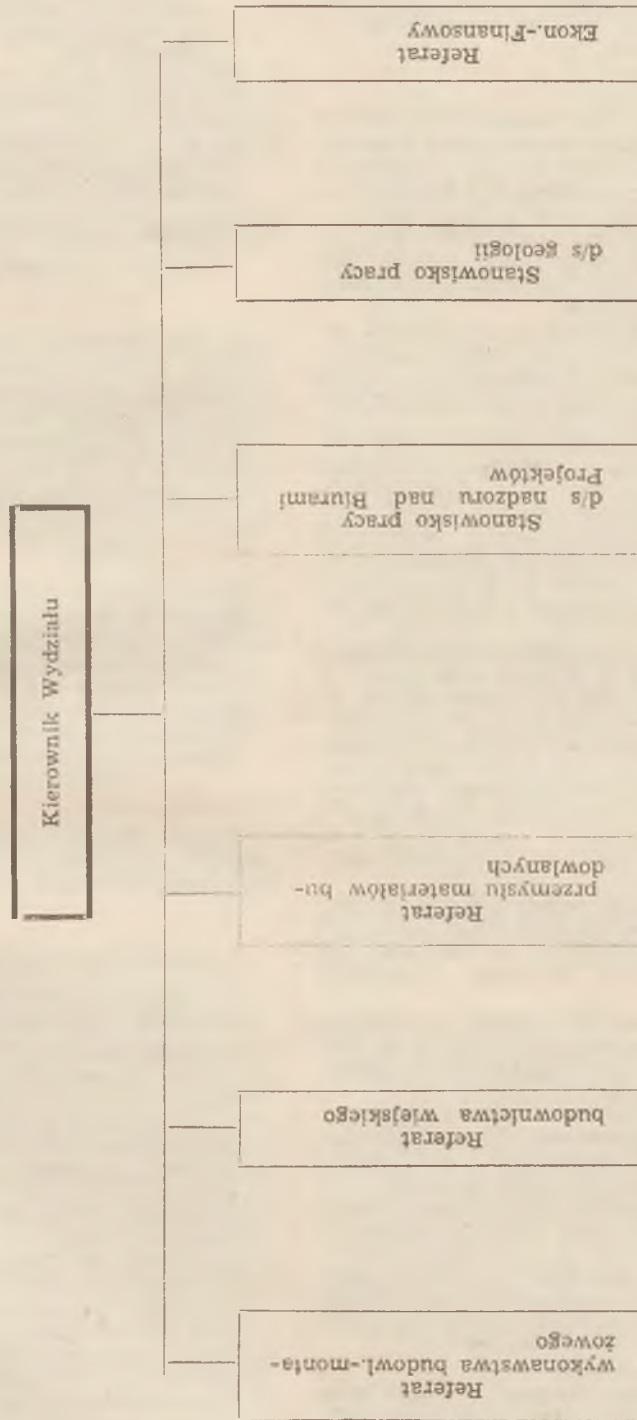 Kierownik Wydziału
Referat
Ekon.-Finansowy
Stanowisko pracy
d/s geologii
Stanowisko pracy
d/s nadzoru nad Biurami
Projektów
Referat
przemysłu materiałów bu-
dowlanych
Referat
budownictwa wiejskiego
Referat
wykonawstwa budowl.-monta-
żowego